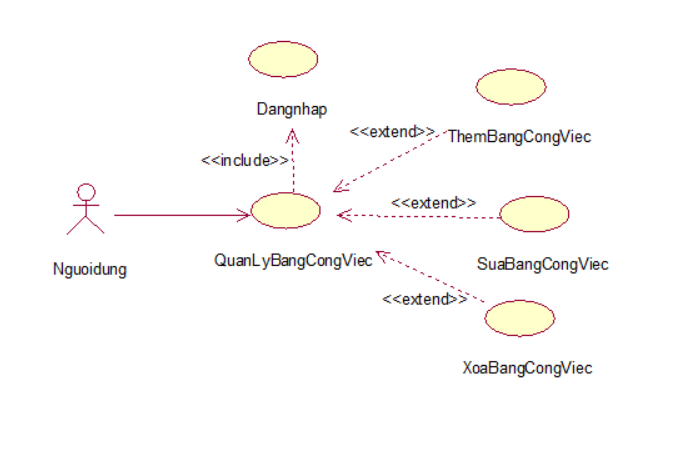 Dangnhap
<<extend>>
ThemBangCongViec
<<include>>
<<extend>>
QuanLyBangCongViec
SuaBangCongViec
Nguoidung
<<extend>>
XoaBangCongViec